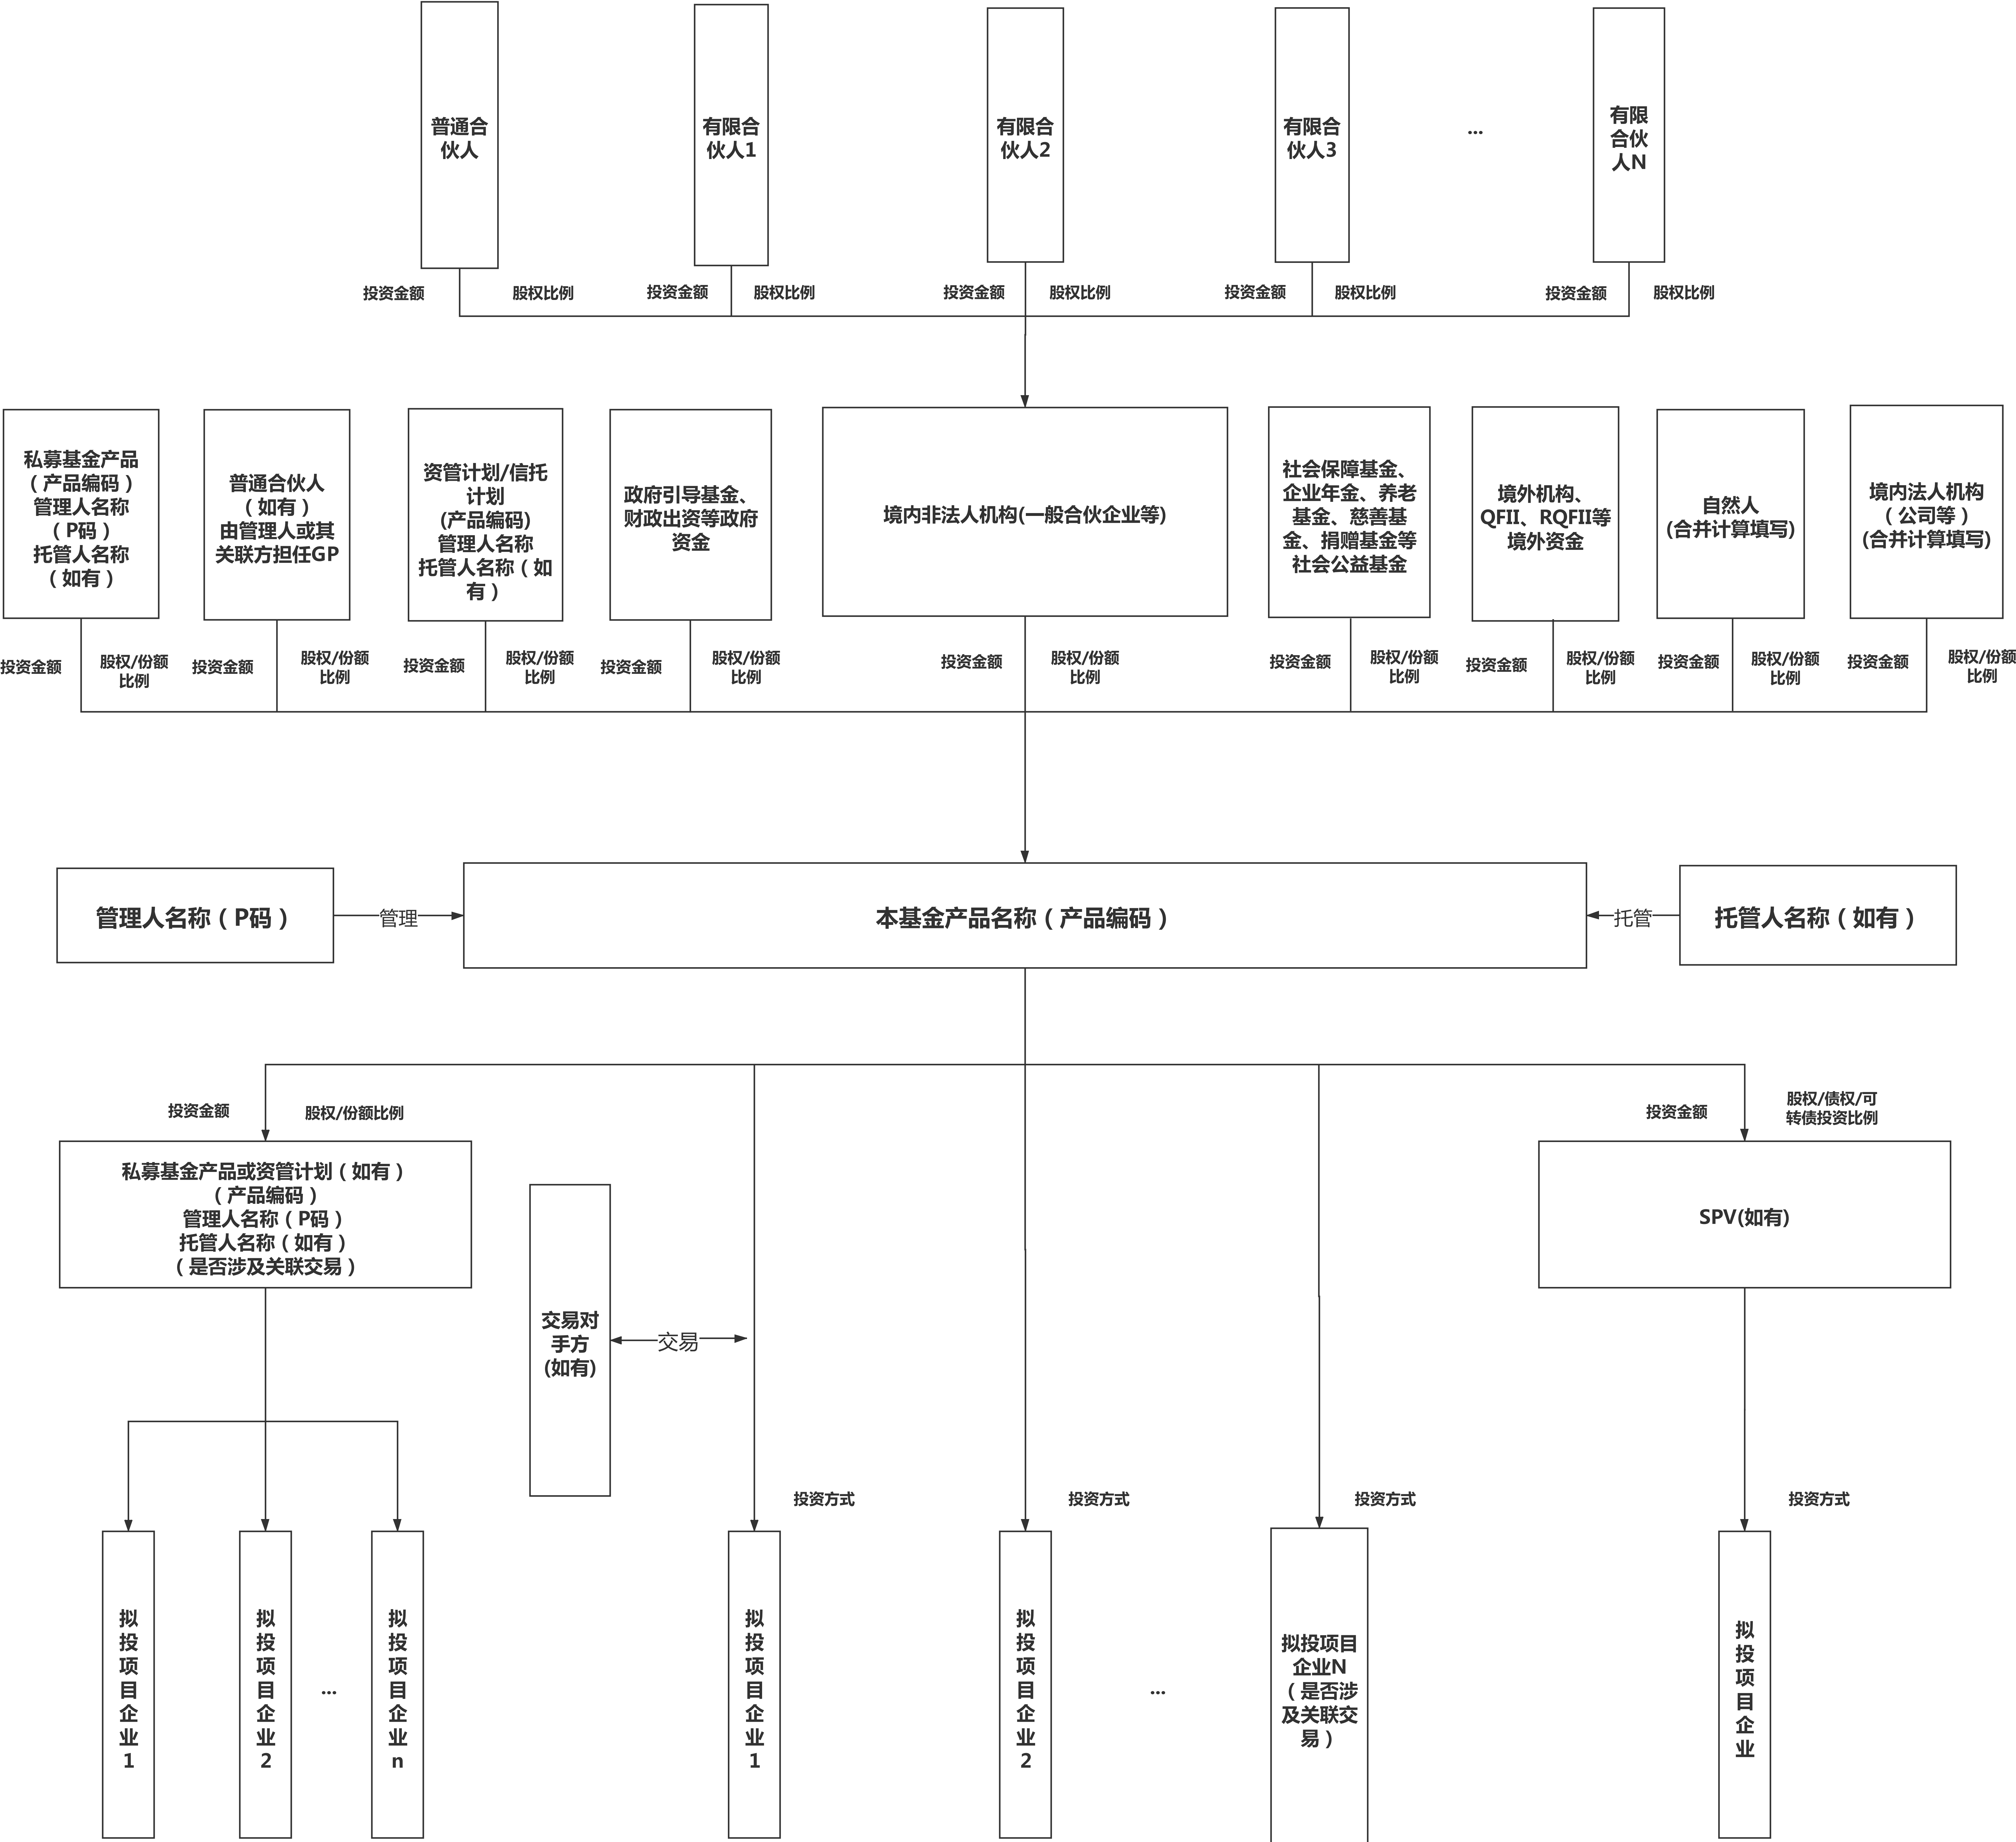 普通合
伙人
有限合
伙人1
有限合
伙人2
有限合
伙人3
...
有限
合伙
人N
投资金额
股权比例
投资金额
股权比例
投资金额
股权比例
投资金额
股权比例
投资金额
股权比例
私募基金产品
（产品编码）
管理人名称
（P码）
托管人名称
（如有）
普通合伙人
（如有）
由管理人或其
关联方担任GP
资管计划/信托
计划
(产品编码)
管理人名称
托管人名称（如
有）
政府引导基金、
财政出资等政府
资金
境内非法人机构(一般合伙企业等)
社会保障基金、
企业年金、养老
基金、慈善基
金、捐赠基金等
社会公益基金
境外机构、
QFII、RQFII等
境外资金
自然人
(合并计算填写)
境内法人机构
（公司等）
(合并计算填写)
投资金额
股权/份额
比例
投资金额
股权/份额
比例
投资金额
股权/份额
比例
投资金额
股权/份额
比例
投资金额
股权/份额
比例
投资金额
股权/份额
比例
投资金额
股权/份额
比例
投资金额
股权/份额
比例
投资金额
股权/份额
比例
管理人名称（P码）
管理
本基金产品名称（产品编码）
托管
托管人名称（如有）
投资金额
股权/份额比例
投资金额
股权/债权/可
转债投资比例
私募基金产品或资管计划（如有）
（产品编码）
管理人名称（P码）
托管人名称（如有）
（是否涉及关联交易）
SPV(如有)
交易对
手方
(如有)
交易
投资方式
投资方式
投资方式
投资方式
拟
投
项
目
企
业
1
拟
投
项
目
企
业
2
...
拟
投
项
目
企
业
n
拟
投
项
目
企
业
1
拟
投
项
目
企
业
2
...
拟投项目
企业N
（是否涉
及关联交
易）
拟
投
项
目
企
业